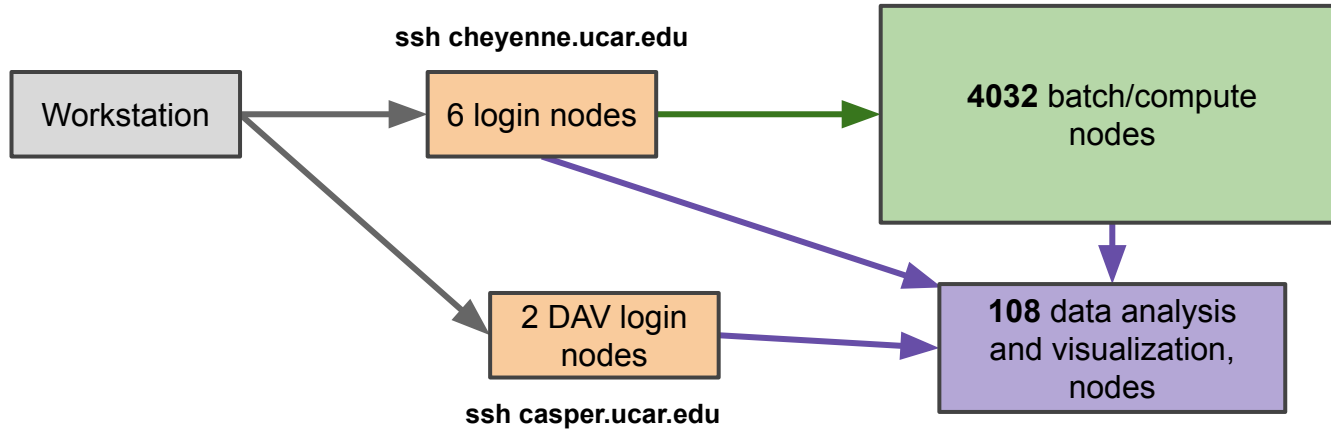 ssh cheyenne.ucar.edu
Workstation
6 login nodes
4032 batch/compute
nodes
2 DAV login
nodes
ssh casper.ucar.edu
108 data analysis
and visualization,
nodes